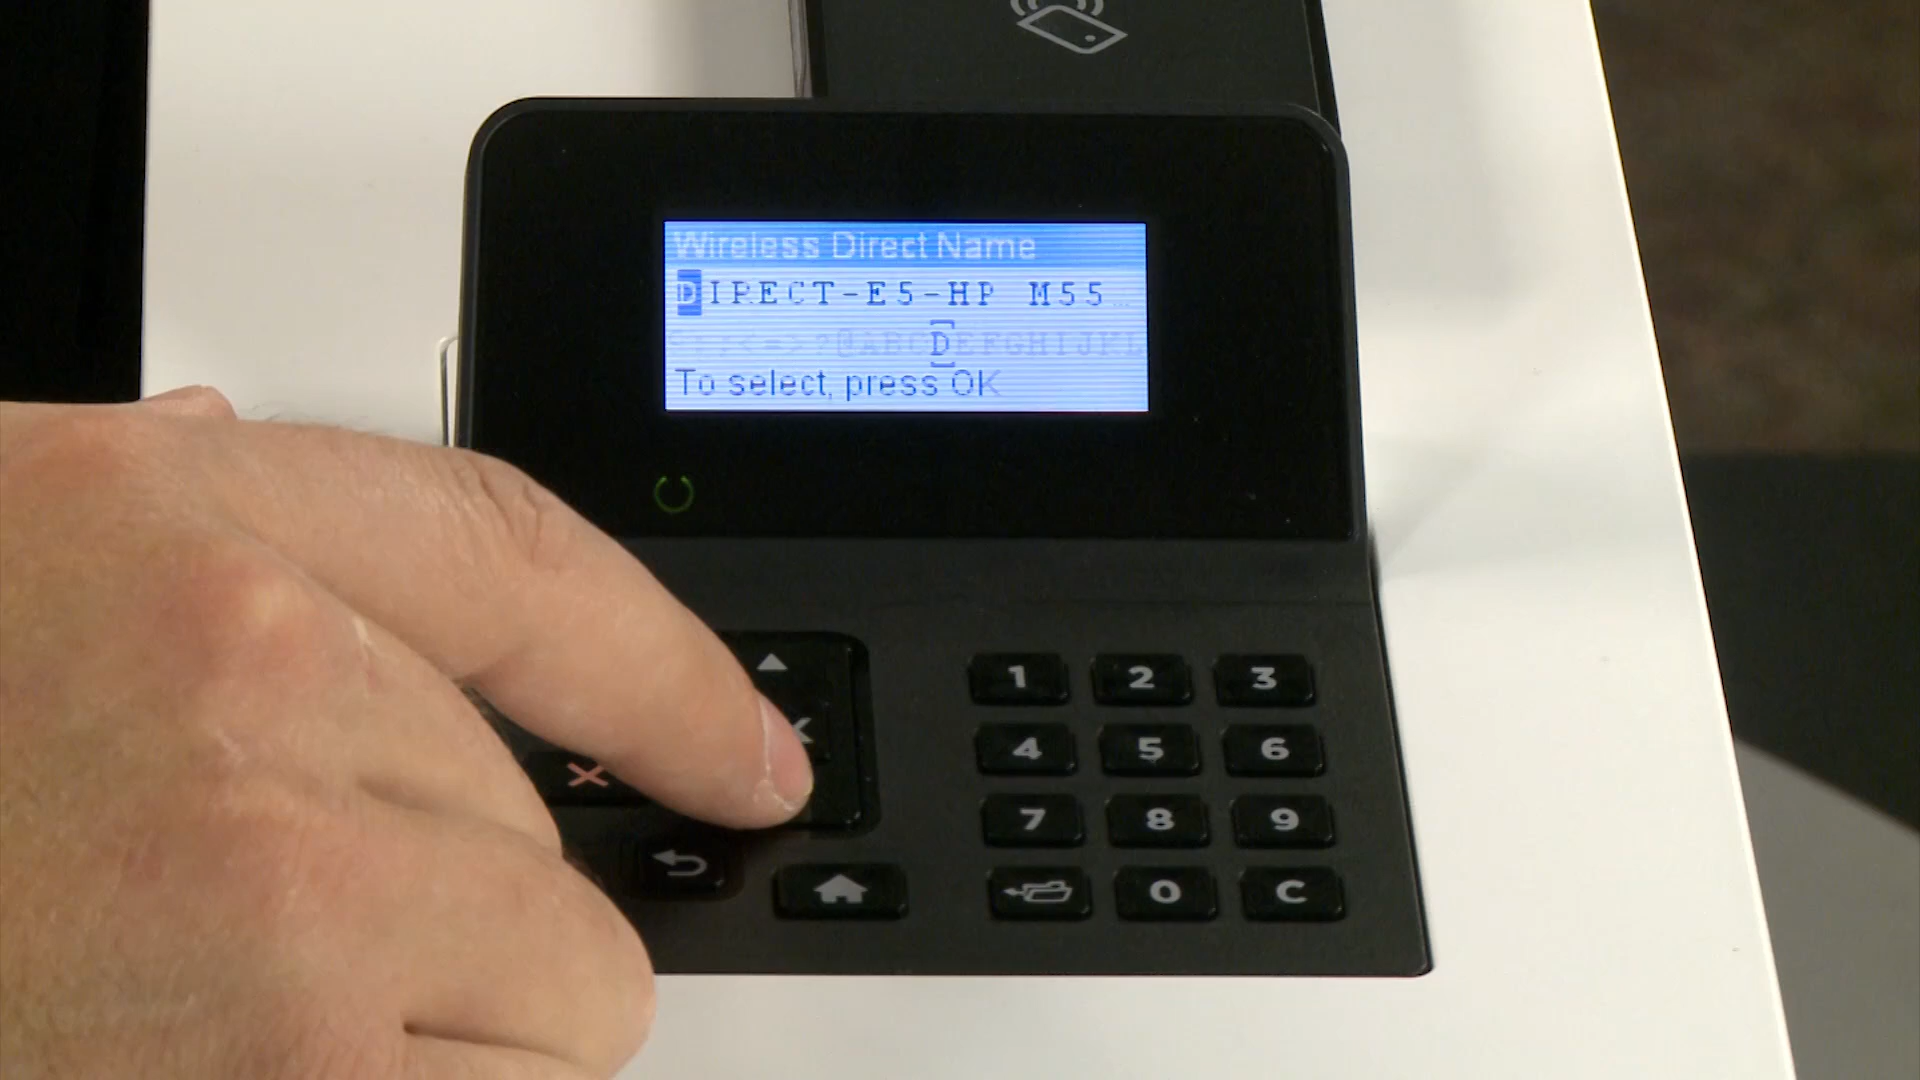 Wireless Direct Name
DIRECT-E5-HP M55...
:;<=>?@ABCDEFGHIJKL
To select, press OK
K
1 2 3
4 5 6
7 8 9
0 C